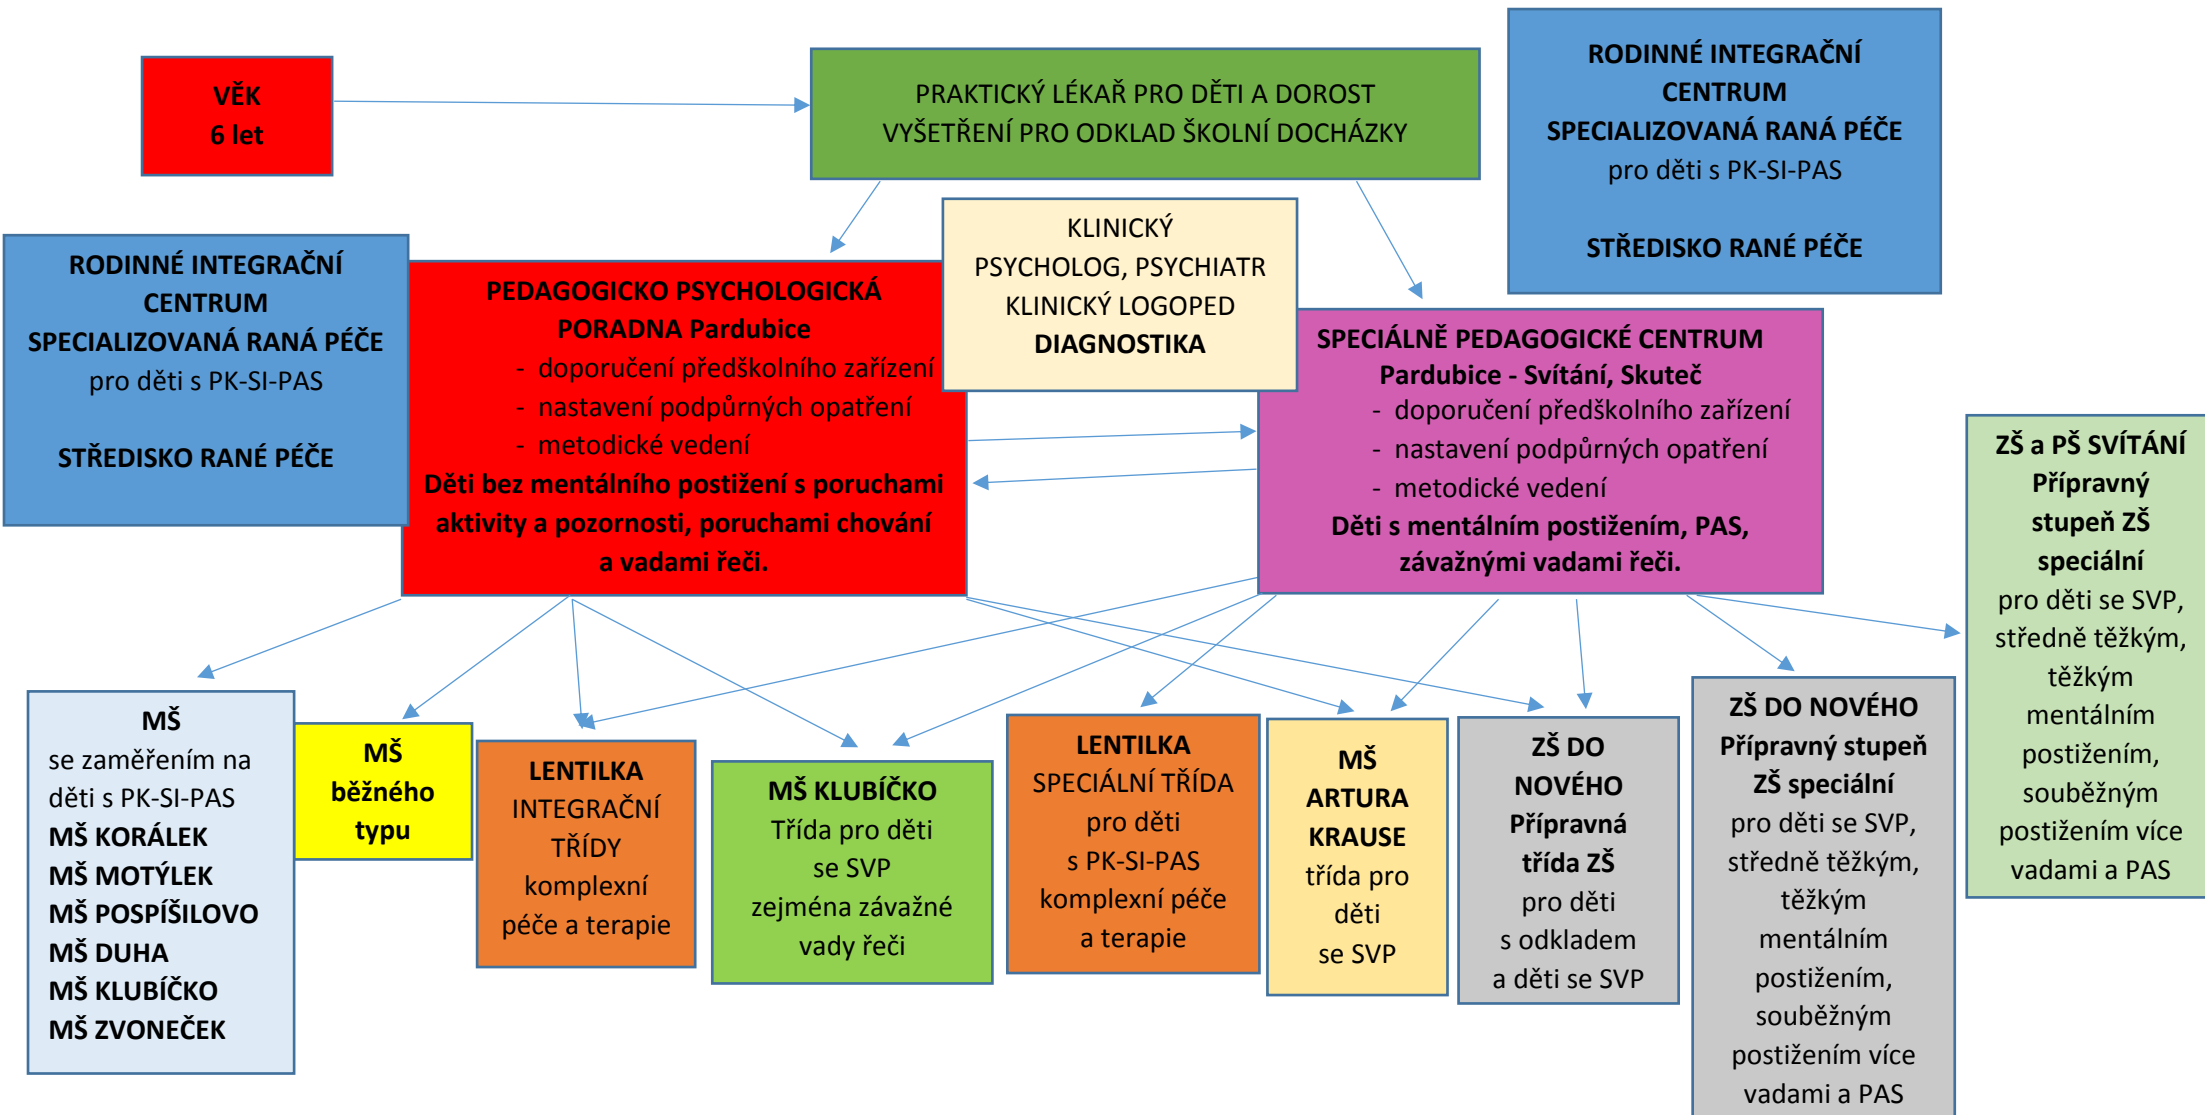 VĚK
6 let
PRAKTICKÝ LÉKAŘ PRO DĚTI A DOROST
VYŠETŘENÍ PRO ODKLAD ŠKOLNÍ DOCHÁZKY
RODINNÉ INTEGRAČNÍ
CENTRUM
SPECIALIZOVANÁ RANÁ PÉČE
pro děti s PK-SI-PAS
STŘEDISKO RANÉ PÉČE
RODINNÉ INTEGRAČNÍ
CENTRUM
SPECIALIZOVANÁ RANÁ PÉČE
pro děti s PK-SI-PAS
STŘEDISKO RANÉ PÉČE
PEDAGOGICKO PSYCHOLOGICKÁ
PORADNA Pardubice
- doporučení předškolního zařízení
- nastavení podpůrných opatření
- metodické vedení
Děti bez mentálního postižení s poruchami
aktivity a pozornosti, poruchami chování
a vadami řeči.
KLINICKÝ
PSYCHOLOG, PSYCHIATR
KLINICKÝ LOGOPED
DIAGNOSTIKA
SPECIÁLNĚ PEDAGOGICKÉ CENTRUM
Pardubice - Svítání, Skuteč
- doporučení předškolního zařízení
- nastavení podpůrných opatření
- metodické vedení
Děti s mentálním postižením, PAS,
závažnými vadami řeči.
ZŠ a PŠ SVÍTÁNÍ
Přípravný
stupeň ZŠ
speciální
pro děti se SVP,
středně těžkým,
těžkým
mentálním
postižením,
souběžným
postižením více
vadami a PAS
MŠ
se zaměřením na
děti s PK-SI-PAS
MŠ KORÁLEK
MŠ MOTÝLEK
MŠ POSPÍŠILOVO
MŠ DUHA
MŠ KLUBÍČKO
MŠ ZVONEČEK
MŠ
běžného
typu
LENTILKA
INTEGRAČNÍ
TŘÍDY
komplexní
péče a terapie
MŠ KLUBÍČKO
Třída pro děti
se SVP
zejména závažné
vady řeči
LENTILKA
SPECIÁLNÍ TŘÍDA
pro děti
s PK-SI-PAS
komplexní péče
a terapie
MŠ
ARTURA
KRAUSE
třída pro
děti
se SVP
ZŠ DO
NOVÉHO
Přípravná
třída ZŠ
pro děti
s odkladem
a děti se SVP
ZŠ DO NOVÉHO
Přípravný stupeň
ZŠ speciální
pro děti se SVP,
středně těžkým,
těžkým
mentálním
postižením,
souběžným
postižením více
vadami a PAS